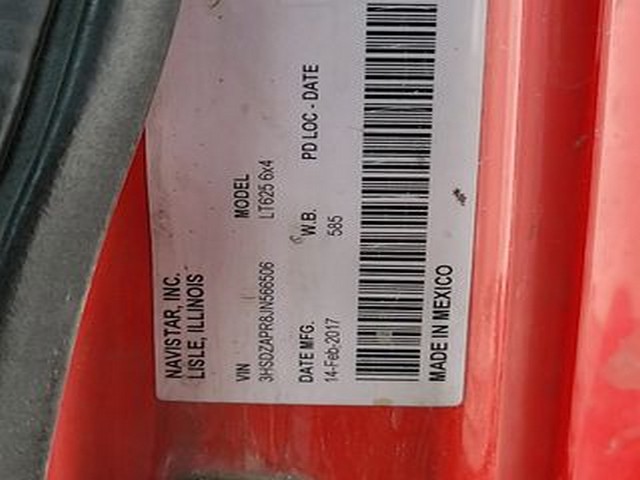 NAVISTAR, INC.
LISLE, ILLINOIS
VIN MODEL
3HSDZAPR8JN566506 LT625 6x4
DATE MFG. W.B. PD LOC - DATE
14-Feb-2017 585
MADE IN MEXICO